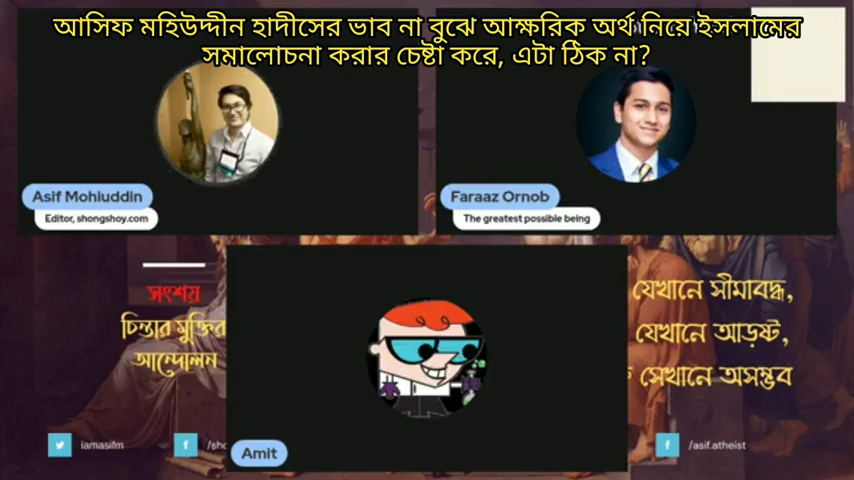 আসিফ মহিউদ্দীন হাদীসের ভাব না বুঝে আক্ষরিক অর্থ নিয়ে ইসলামের
সমালোচনা করার চেষ্টা করে, এটা ঠিক না?
Asif Mohiuddin
Editor, shongshoy.com
Faraaz Ornob
The greatest possible being
সংশয়
চিন্তার মুক্তির
আন্দোলন
যেখানে সীমাবদ্ধ,
যেখানে আড়ষ্ট,
সেখানে অসম্ভব
iamasifm
/sho
Amit
/asif.atheist